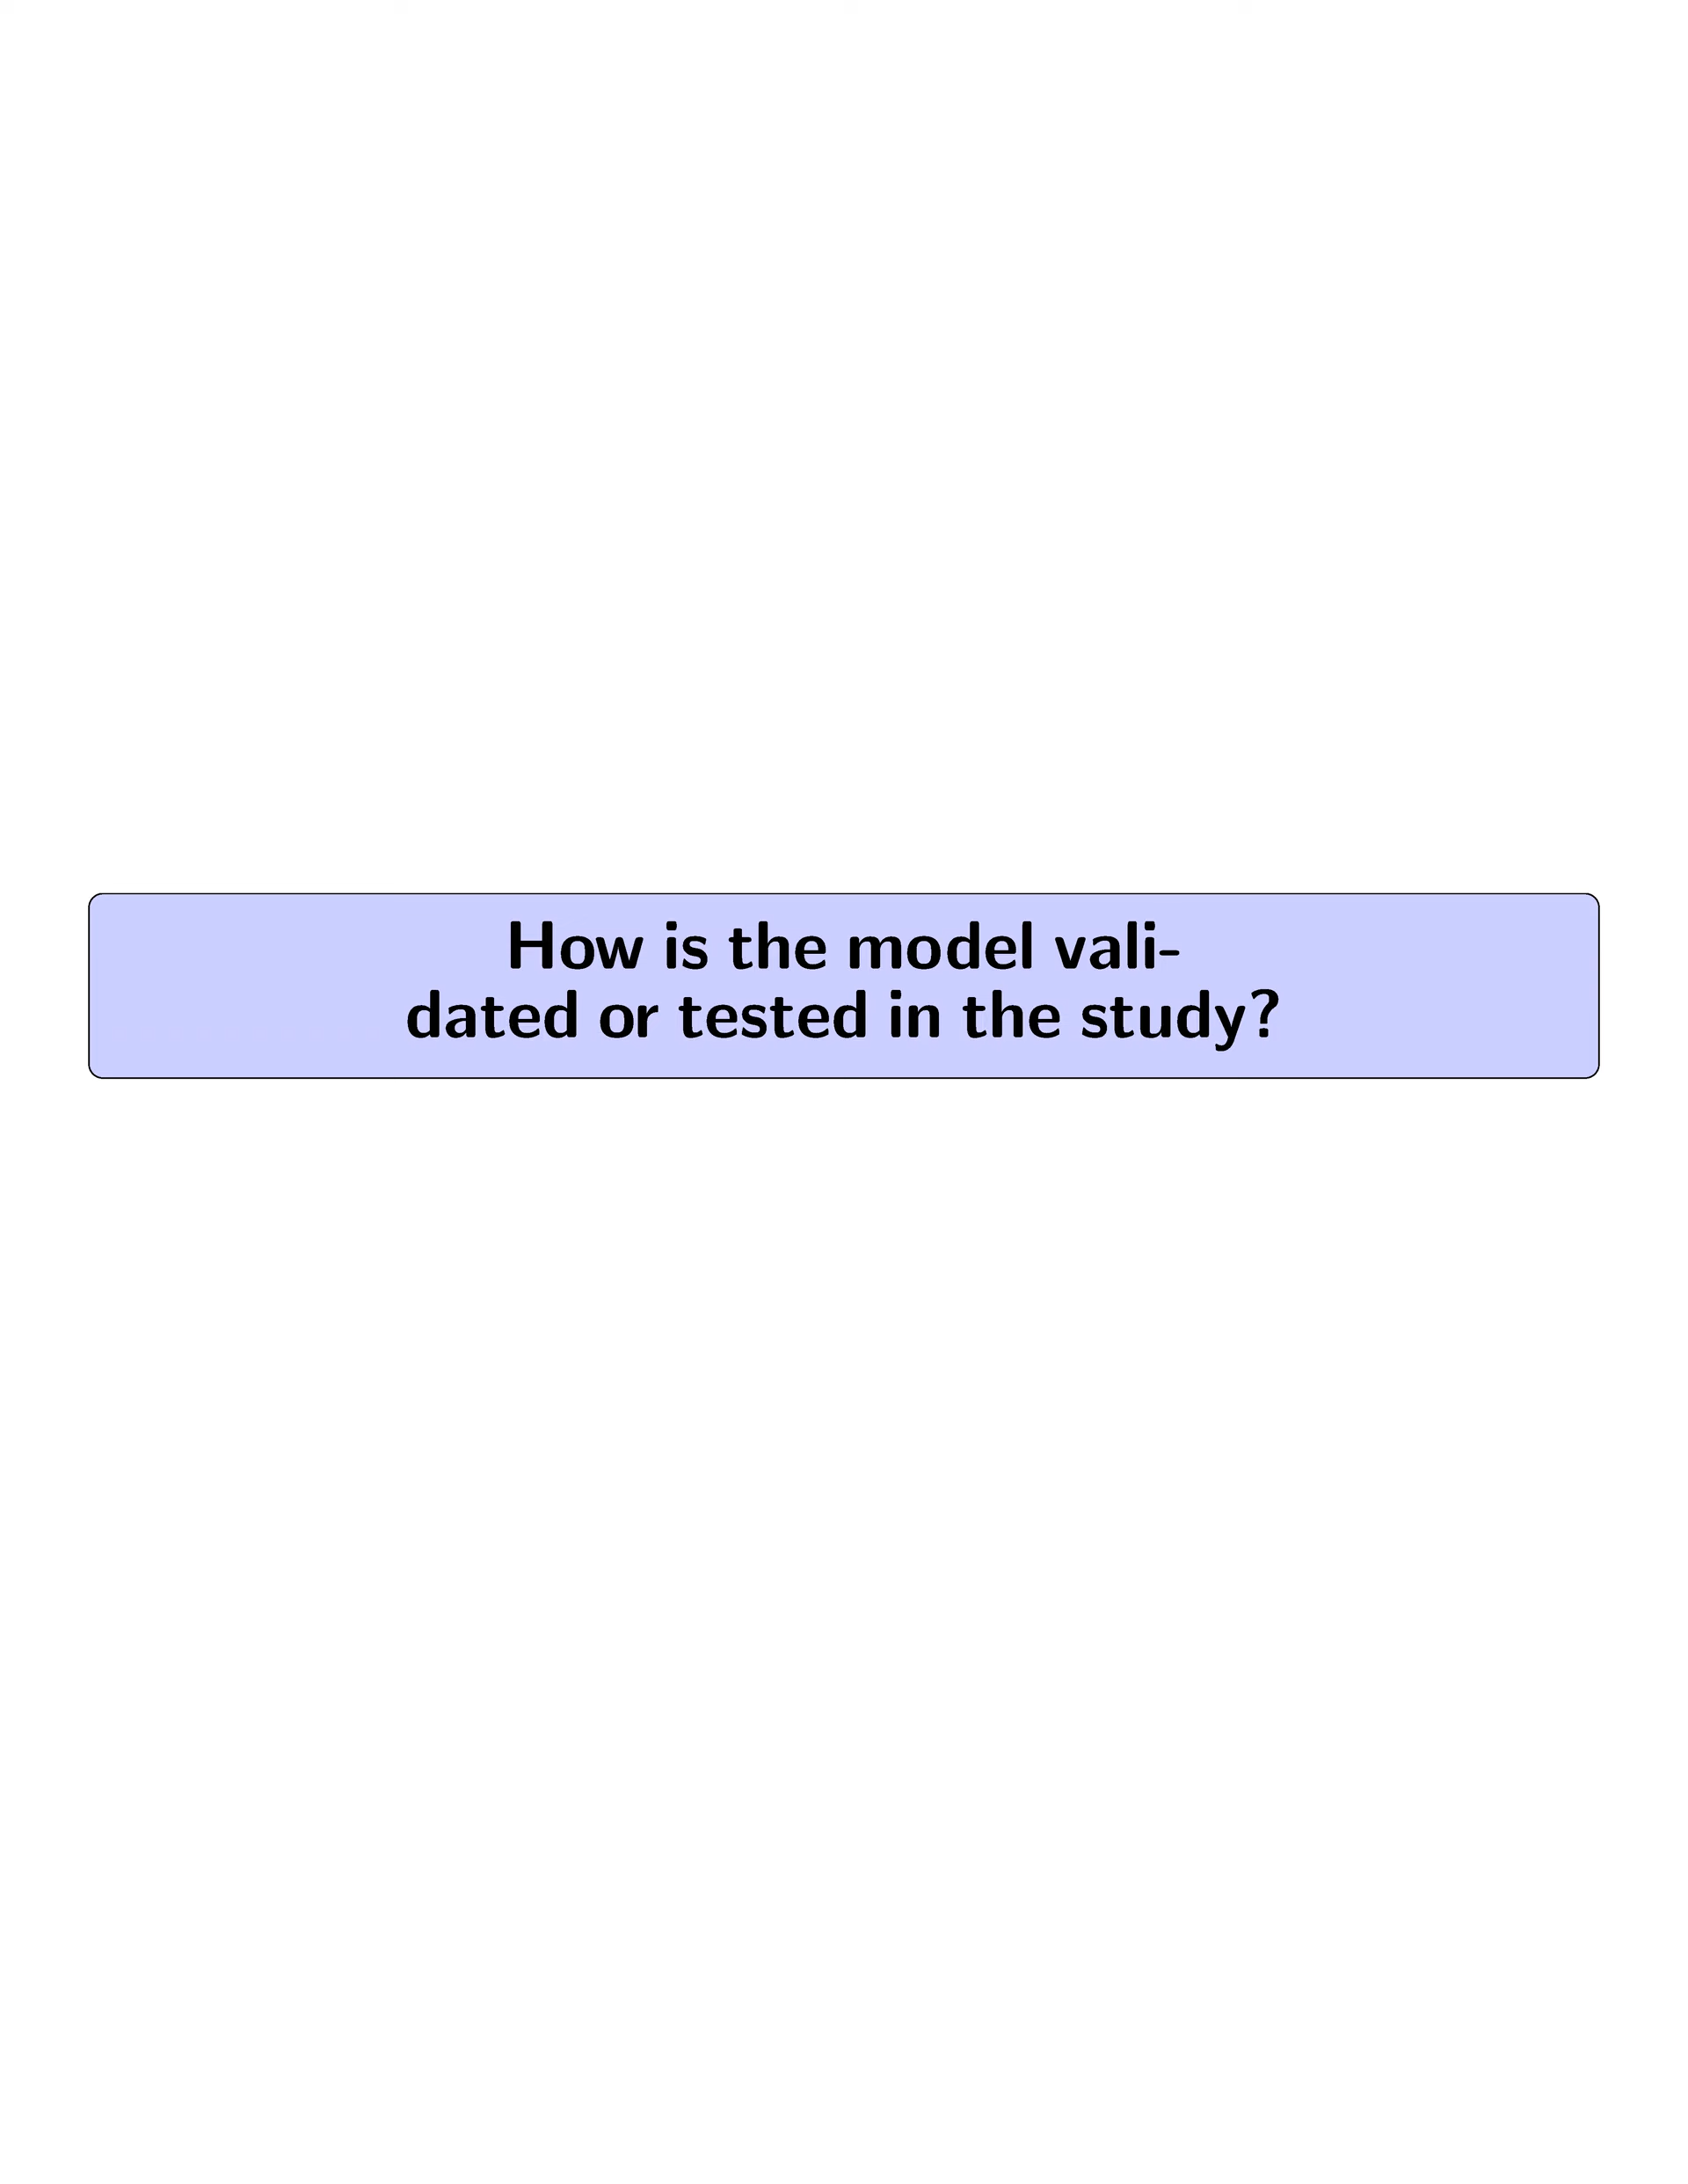 How is the model vali-
dated or tested in the study?